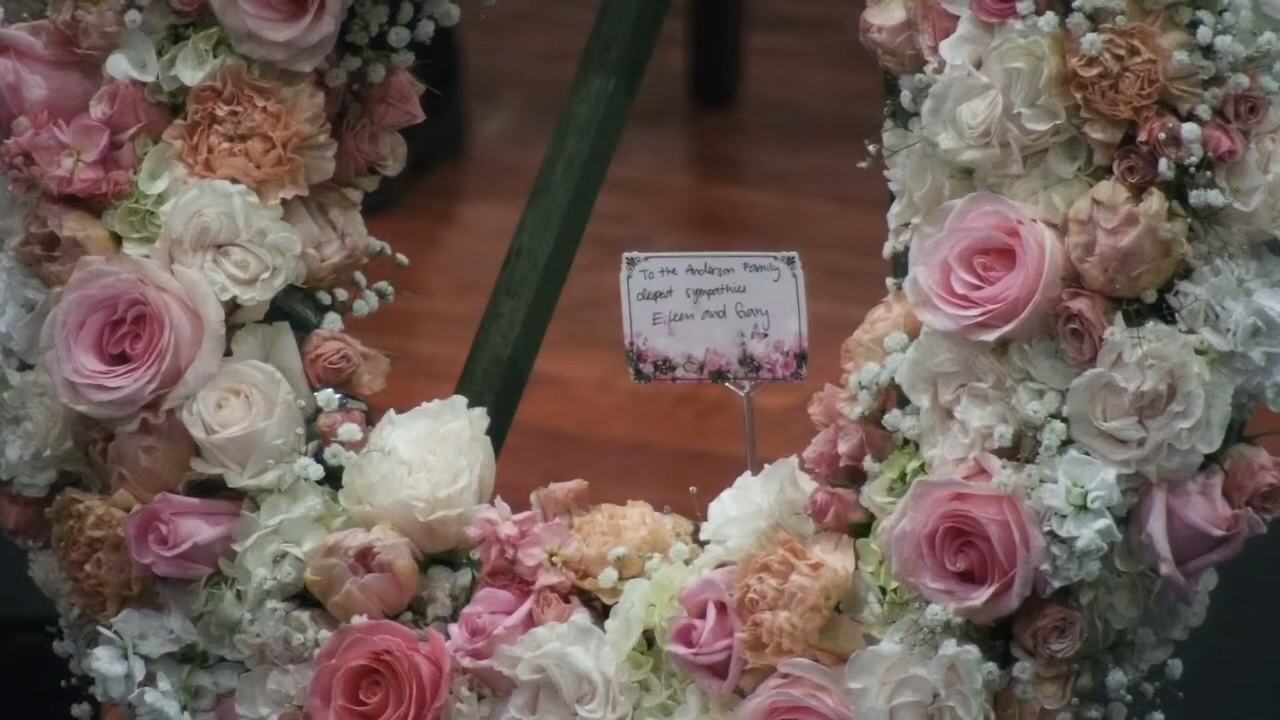 To the Anderson Family
deepest sympathies
Eileen and Gary